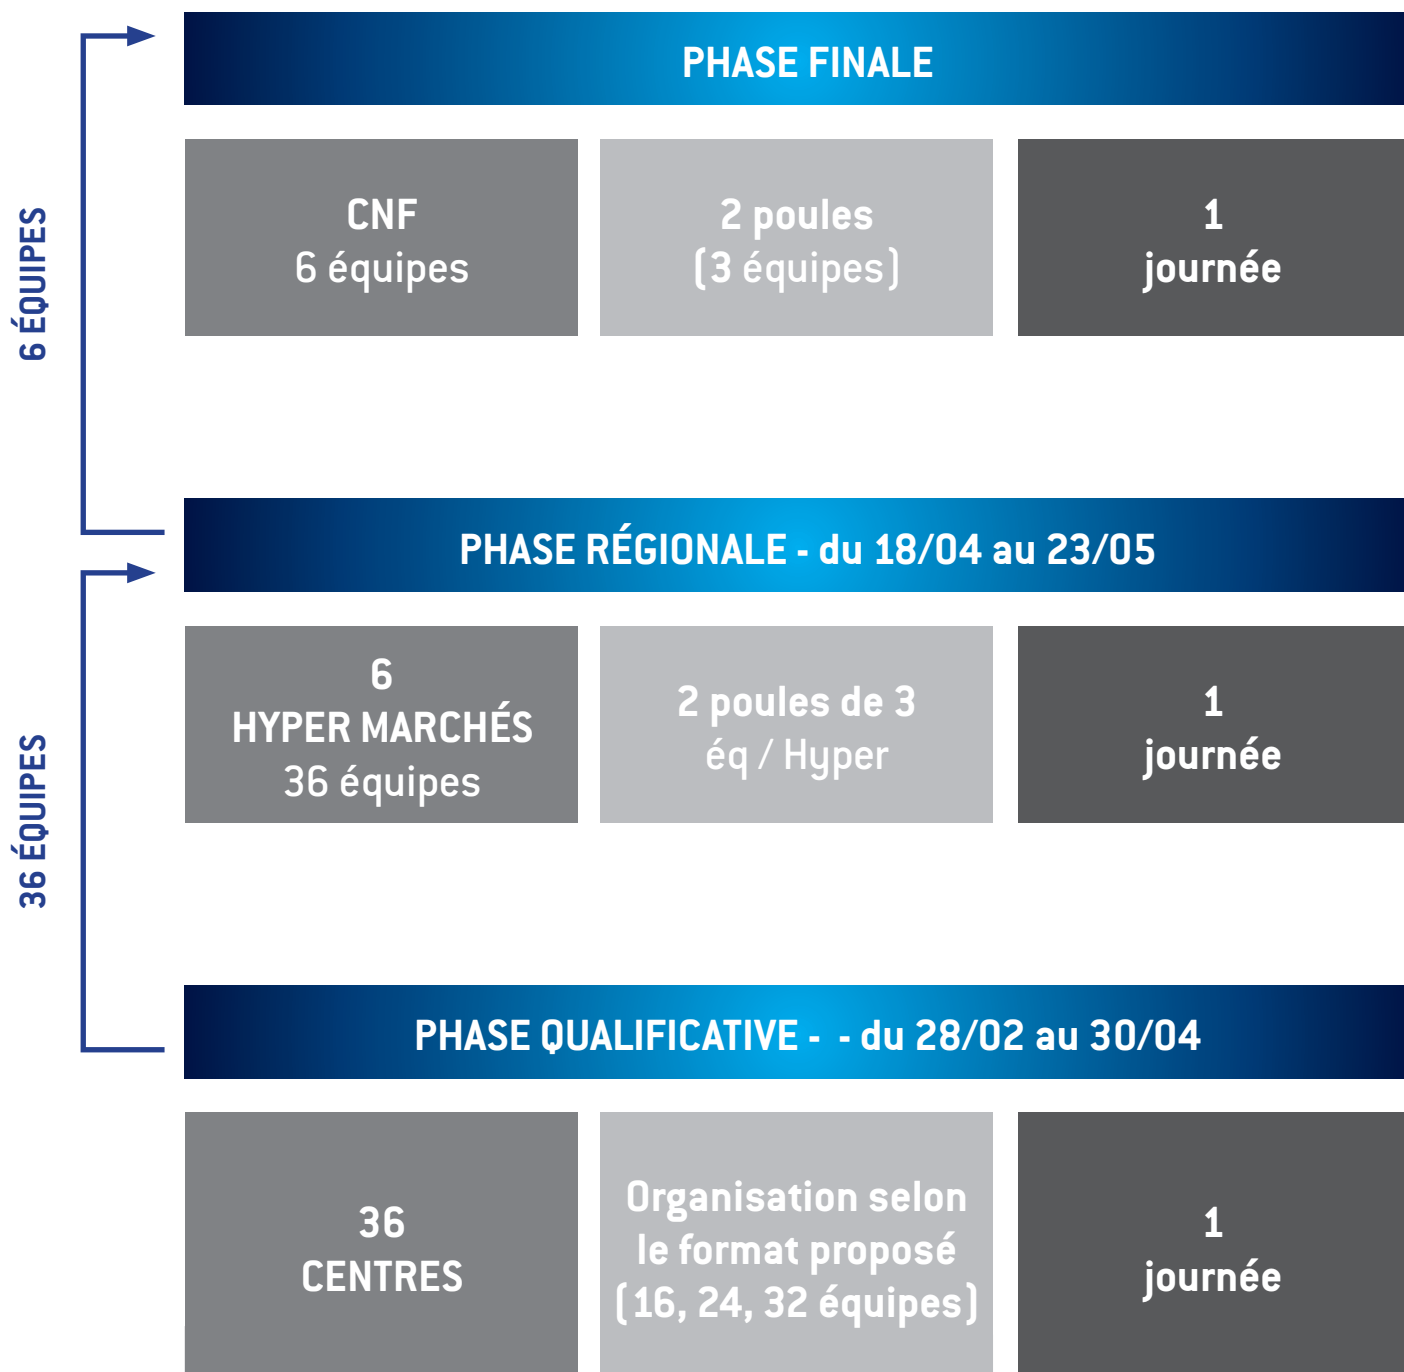 PHASE FINALE
6 ÉQUIPES
CNF
6 équipes
2 poules
(3 équipes)
1
journée
PHASE RÉGIONALE - du 18/04 au 23/05
36 ÉQUIPES
6
HYPER MARCHÉS
36 équipes
2 poules de 3
éq / Hyper
1
journée
PHASE QUALIFICATIVE - - du 28/02 au 30/04
36
CENTRES
Organisation selon
le format proposé
(16, 24, 32 équipes)
1
journée